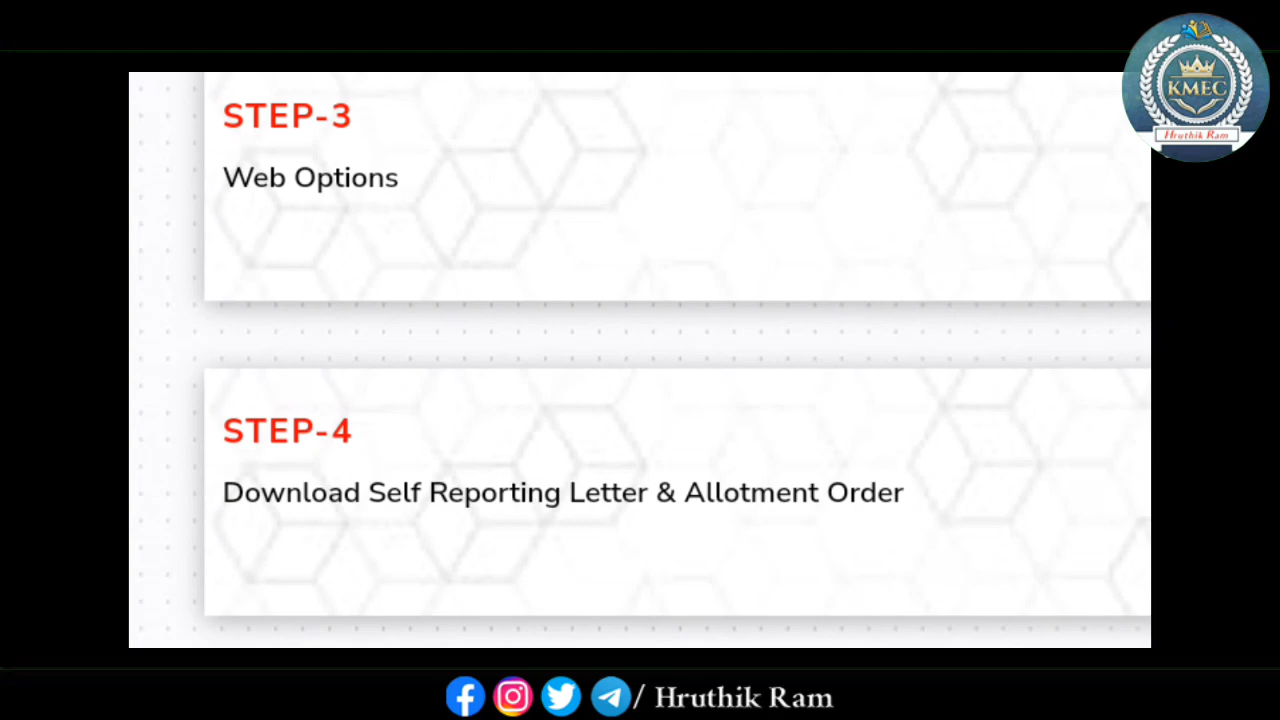 KMEC
Hruthik Ram
STEP-3
Web Options
STEP-4
Download Self Reporting Letter & Allotment Order
/ Hruthik Ram